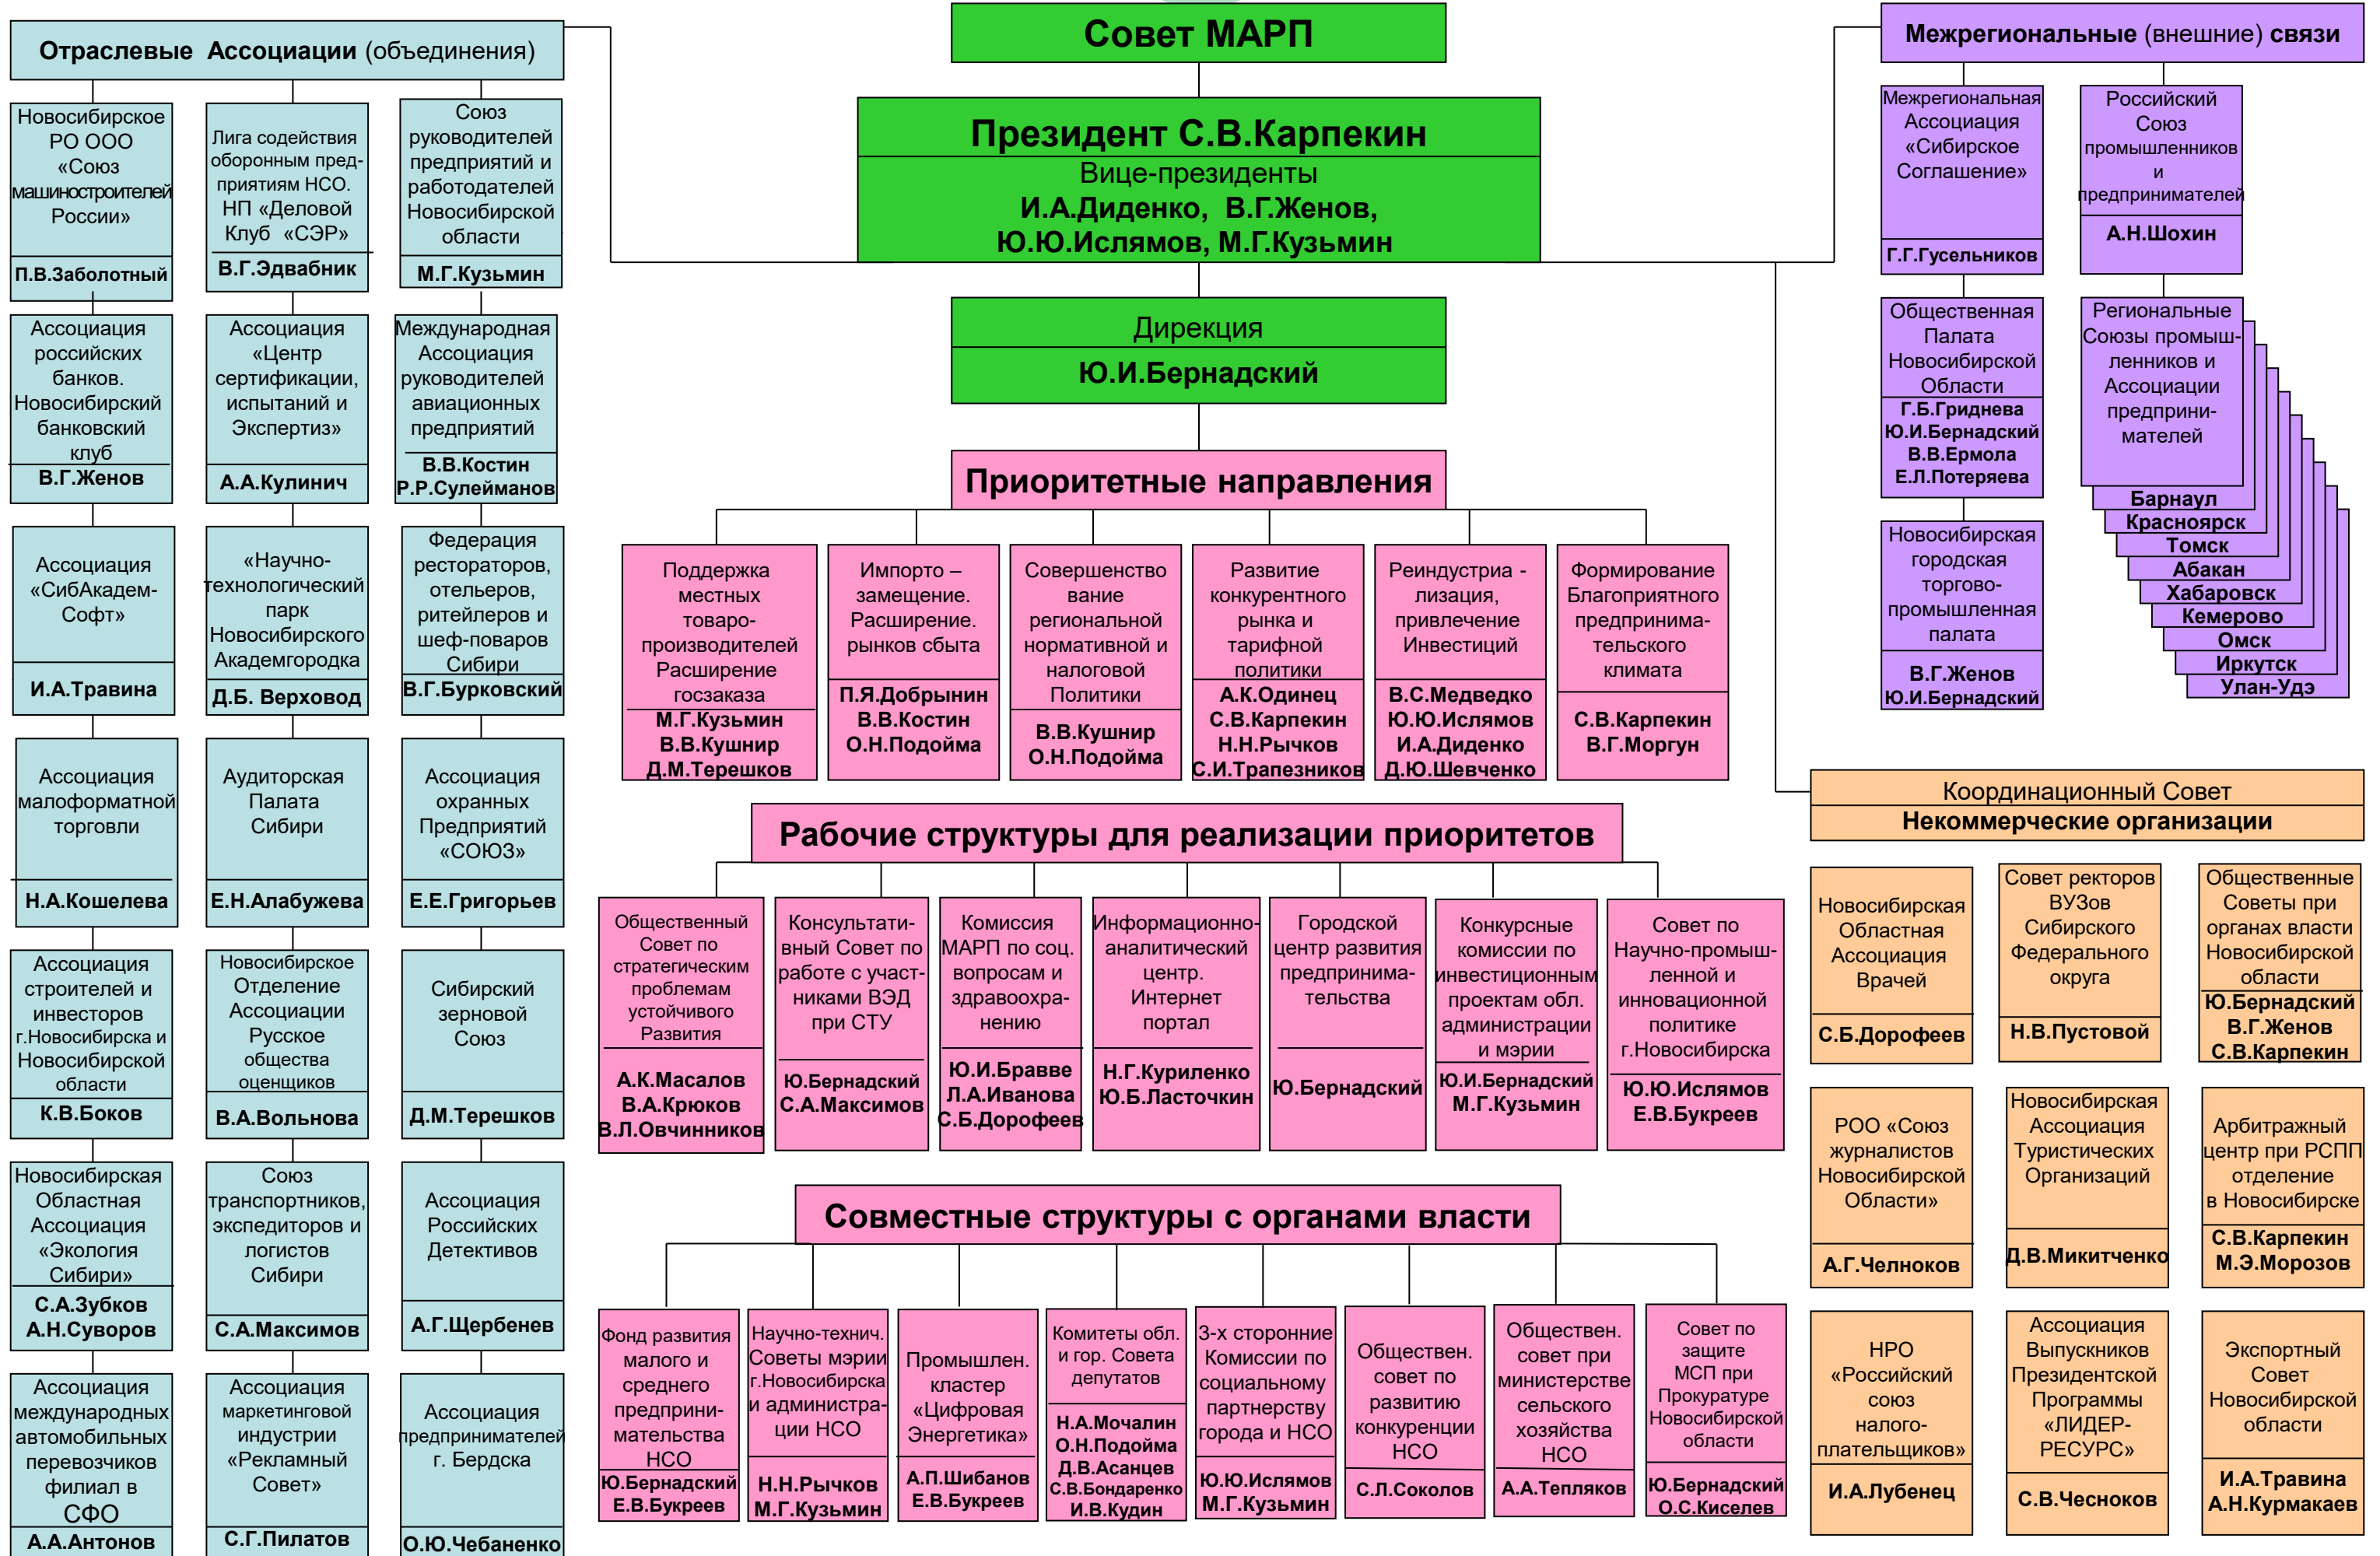 Отраслевые Ассоциации (объединения)
Новосибирское
РО ООО
«Союз
машиностроителей
России»
П.В.Заболотный
Лига содействия
оборонным пред-
приятиям НСО.
НП «Деловой
Клуб «СЭР»
В.Г.Эдвабник
Союз
руководителей
предприятий и
работодателей
Новосибирской
области
М.Г.Кузьмин
Ассоциация
российских
банков.
Новосибирский
банковский
клуб
В.Г.Женов
Ассоциация
«Центр
сертификации,
испытаний и
Экспертиз»
А.А.Кулинич
Международная
Ассоциация
руководителей
авиационных
предприятий
В.В.Костин
Р.Р.Сулейманов
Ассоциация
«СибАкадем-
Софт»
И.А.Травина
«Научно-
технологический
парк
Новосибирского
Академгородка
Д.Б. Верховод
Федерация
рестораторов,
отельеров,
ритейлеров и
шеф-поваров
Сибири
В.Г.Бурковский
Ассоциация
малоформатной
торговли
Н.А.Кошелева
Аудиторская
Палата
Сибири
Е.Н.Алабужева
Ассоциация
охранных
Предприятий
«СОЮЗ»
Е.Е.Григорьев
Ассоциация
строителей и
инвесторов
г.Новосибирска и
Новосибирской
области
К.В.Боков
Новосибирское
Отделение
Ассоциации
Русское
общества
оценщиков
В.А.Вольнова
Сибирский
зерновой
Союз
Д.М.Терешков
Новосибирская
Областная
Ассоциация
«Экология
Сибири»
С.А.Зубков
А.Н.Суворов
Союз
транспортников,
экспедиторов и
логистов
Сибири
С.А.Максимов
Ассоциация
Российских
Детективов
А.Г.Щербенев
Ассоциация
международных
автомобильных
перевозчиков
филиал в
СФО
А.А.Антонов
Ассоциация
маркетинговой
индустрии
«Рекламный
Совет»
С.Г.Пилатов
Ассоциация
предпринимателей
г. Бердска
О.Ю.Чебаненко
Совет МАРП
Президент С.В.Карпекин
Вице-президенты
И.А.Диденко, В.Г.Женов,
Ю.Ю.Ислямов, М.Г.Кузьмин
Дирекция
Ю.И.Бернадский
Приоритетные направления
Поддержка
местных
товаро-
производителей
Расширение
госзаказа
М.Г.Кузьмин
В.В.Кушнир
Д.М.Терешков
Импорто –
замещение.
Расширение.
рынков сбыта
П.Я.Добрынин
В.В.Костин
О.Н.Подойма
Совершенство
вание
региональной
нормативной и
налоговой
Политики
В.В.Кушнир
О.Н.Подойма
Развитие
конкурентного
рынка и
тарифной
политики
А.К.Одинец
С.В.Карпекин
Н.Н.Рычков
С.И.Трапезников
Реиндустриа -
лизация,
привлечение
Инвестиций
В.С.Медведко
Ю.Ю.Ислямов
И.А.Диденко
Д.Ю.Шевченко
Формирование
Благоприятного
предпринима-
тельского
климата
С.В.Карпекин
В.Г.Моргун
Рабочие структуры для реализации приоритетов
Общественный
Совет по
стратегическим
проблемам
устойчивого
Развития
А.К.Масалов
В.А.Крюков
В.Л.Овчинников
Консультати-
вный Совет по
работе с участ-
никами ВЭД
при СТУ
Ю.Бернадский
С.А.Максимов
Комиссия
МАРП по соц.
вопросам и
здравоохра-
нению
Ю.И.Бравве
Л.А.Иванова
С.Б.Дорофеев
Информационно-
аналитический
центр.
Интернет
портал
Н.Г.Куриленко
Ю.Б.Ласточкин
Городской
центр развития
предпринима-
тельства
Ю.Бернадский
Конкурсные
комиссии по
инвестиционным
проектам обл.
администрации
и мэрии
Ю.И.Бернадский
М.Г.Кузьмин
Совет по
Научно-промыш-
ленной и
инновационной
политике
г.Новосибирска
Ю.Ю.Ислямов
Е.В.Букреев
Совместные структуры с органами власти
Фонд развития
малого и
среднего
предприни-
мательства
НСО
Ю.Бернадский
Е.В.Букреев
Научно-технич.
Советы мэрии
г.Новосибирска
и администра-
ции НСО
Н.Н.Рычков
М.Г.Кузьмин
Промышлен.
кластер
«Цифровая
Энергетика»
А.П.Шибанов
Е.В.Букреев
Комитеты обл.
и гор. Совета
депутатов
Н.А.Мочалин
О.Н.Подойма
Д.В.Асанцев
С.В.Бондаренко
И.В.Кудин
3-х сторонние
Комиссии по
социальному
партнерству
города и НСО
Ю.Ю.Ислямов
М.Г.Кузьмин
Обществен.
совет по
развитию
конкуренции
НСО
С.Л.Соколов
Обществен.
совет при
министерстве
сельского
хозяйства
НСО
А.А.Тепляков
Совет по
защите
МСП при
Прокуратуре
Новосибирской
области
Ю.Бернадский
О.С.Киселев
Межрегиональные (внешние) связи
Межрегиональная
Ассоциация
«Сибирское
Соглашение»
Г.Г.Гусельников
Российский
Союз
промышленников
и
предпринимателей
А.Н.Шохин
Общественная
Палата
Новосибирской
Области
Г.Б.Гриднева
Ю.И.Бернадский
В.В.Ермола
Е.Л.Потеряева
Региональные
Союзы промыш-
ленников и
Ассоциации
предприни-
мателей
Барнаул
Красноярск
Томск
Абакан
Хабаровск
Кемерово
Омск
Иркутск
Улан-Удэ
Новосибирская
городская
торгово-
промышленная
палата
В.Г.Женов
Ю.И.Бернадский
Координационный Совет
Некоммерческие организации
Новосибирская
Областная
Ассоциация
Врачей
С.Б.Дорофеев
Совет ректоров
ВУЗов
Сибирского
Федерального
округа
Н.В.Пустовой
Общественные
Советы при
органах власти
Новосибирской
области
Ю.Бернадский
В.Г.Женов
С.В.Карпекин
РОО «Союз
журналистов
Новосибирской
Области»
А.Г.Челноков
Новосибирская
Ассоциация
Туристических
Организаций
Д.В.Микитченко
Арбитражный
центр при РСПП
отделение
в Новосибирске
С.В.Карпекин
М.Э.Морозов
НРО
«Российский
союз
налого-
плательщиков»
И.А.Лубенец
Ассоциация
Выпускников
Президентской
Программы
«ЛИДЕР-
РЕСУРС»
С.В.Чесноков
Экспортный
Совет
Новосибирской
области
И.А.Травина
А.Н.Курмакаев